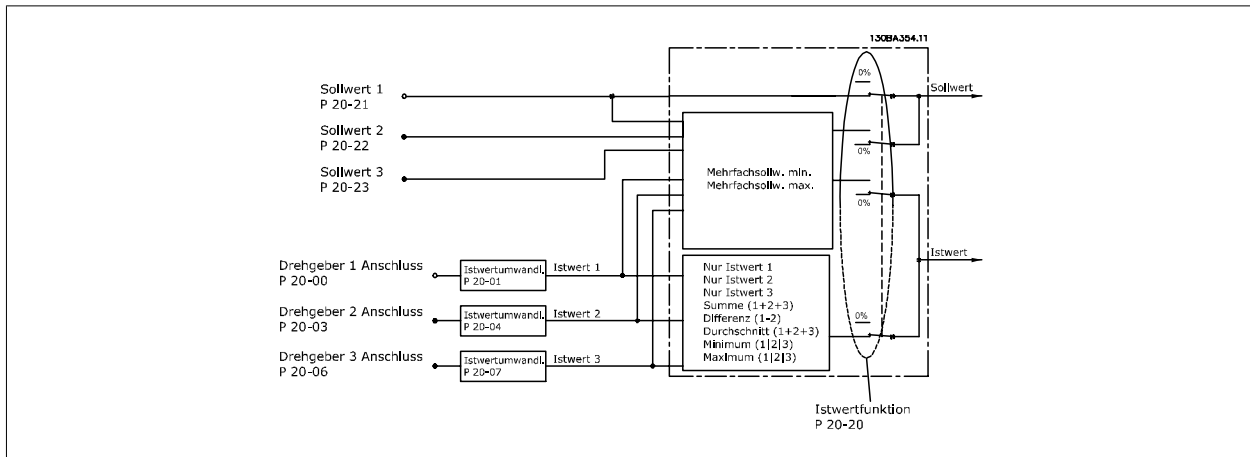 130BA354.11
Sollwert 1
P 20-21
Sollwert 2
P 20-22
Sollwert 3
P 20-23
0%
Sollwert
0%
0%
Mehrfachsollw. min.
Mehrfachsollw. max.
Istwert
Drehgeber 1 Anschluss
P 20-00
Istwertumwandl.
P 20-01
Istwert 1
Drehgeber 2 Anschluss
P 20-03
Istwertumwandl.
P 20-04
Istwert 2
Drehgeber 3 Anschluss
P 20-06
Istwertumwandl.
P 20-07
Istwert 3
Nur Istwert 1
Nur Istwert 2
Nur Istwert 3
Summe (1+2+3)
Differenz (1-2)
Durchschnitt (1+2+3)
Minimum (1|2|3)
Maximum (1|2|3)
0%
Istwertfunktion
P 20-20